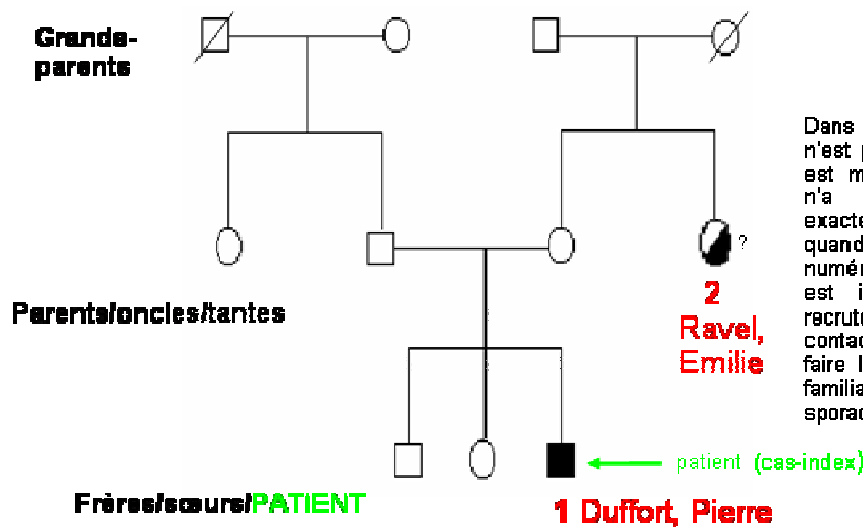 Grands-
parents
Dans
n'est p
est m
n'a
exacte
quand
numér
est i
recrut
contac
faire l
familia
sporac
?
2
Ravel,
Emilie
Parents/oncles/tantes
patient (cas-index)
Frères/sœurs/PATIENT
1 Duffort, Pierre